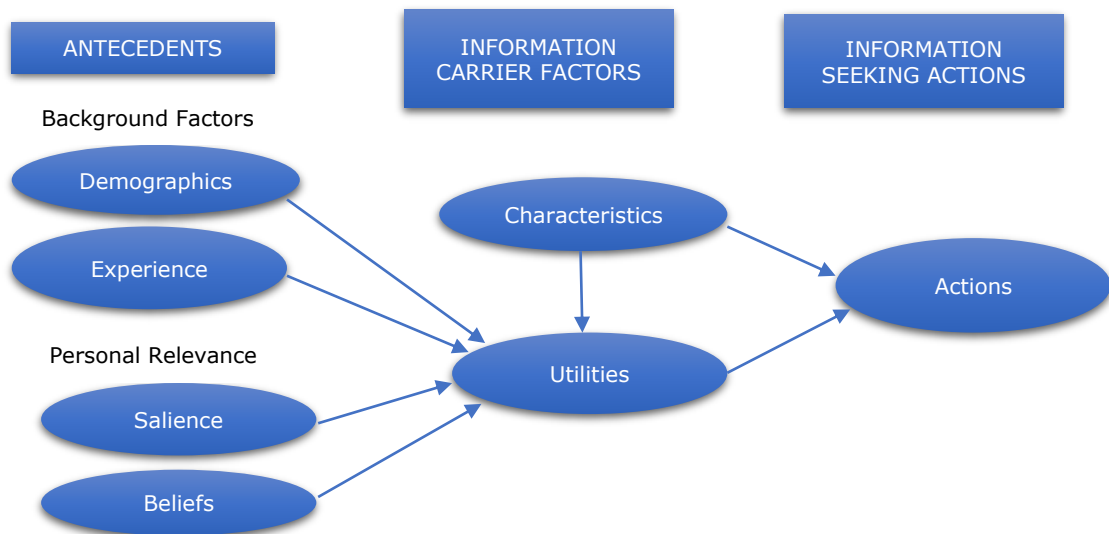 ANTECEDENTS
INFORMATION
CARRIER FACTORS
INFORMATION
SEEKING ACTIONS
Background Factors
Demographics
Experience
Personal Relevance
Salience
Beliefs
Characteristics
Utilities
Actions